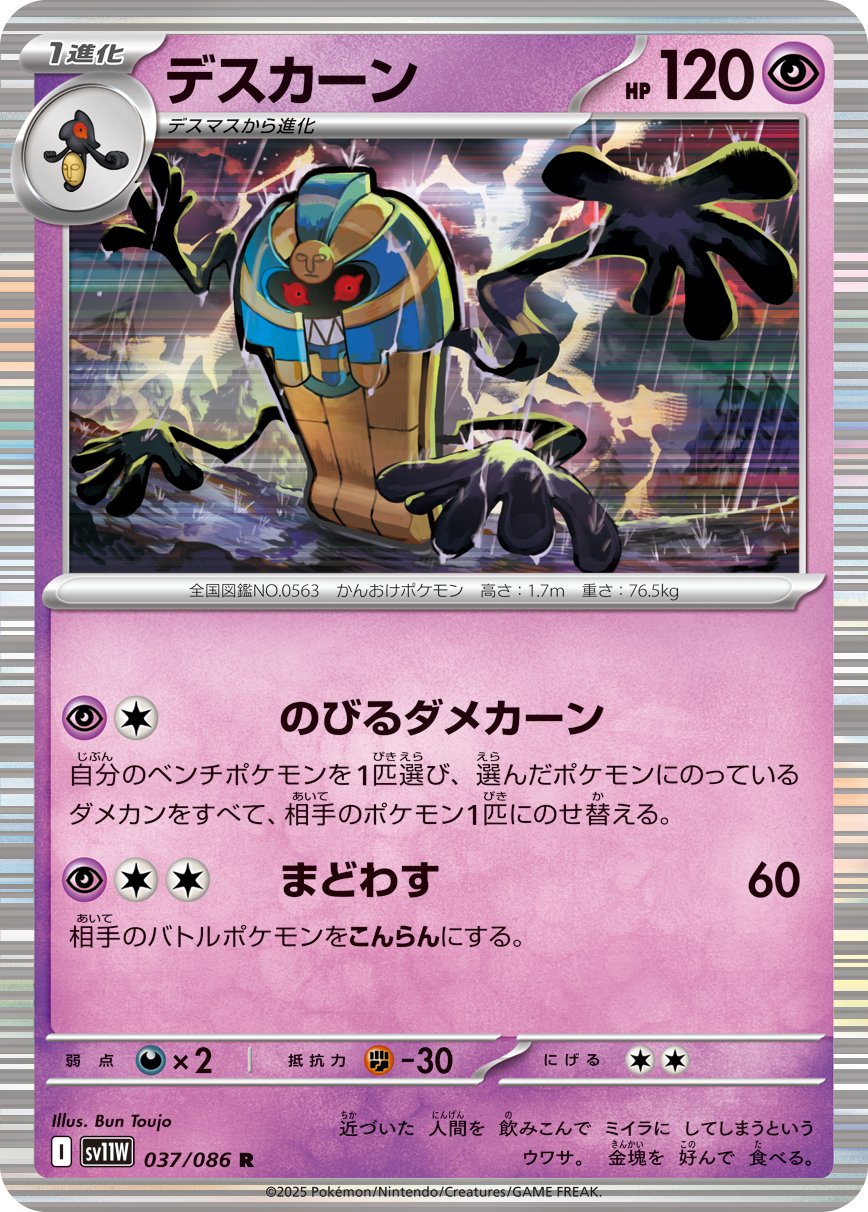 1進化
デスカーン
HP 120
デスマスから進化
全国図鑑NO.0563 かんおけポケモン 高さ:1.7m 重さ:76.5kg
のびるダメカーン
自分のベンチポケモンを1匹選び、選んだポケモンにのっている
ダメカンをすべて、相手のポケモン1匹にのせ替える。
まどわす 60
相手のバトルポケモンをこんらんにする。
弱点 ×2 抵抗力 -30 にげる
Illus. Bun Toujo
近づいた 人間を 飲みこんで ミイラに してしまうという
ウワサ。 金塊を 好んで 食べる。
I sv11W 037/086 R
©2025 Pokémon/Nintendo/Creatures/GAME FREAK.